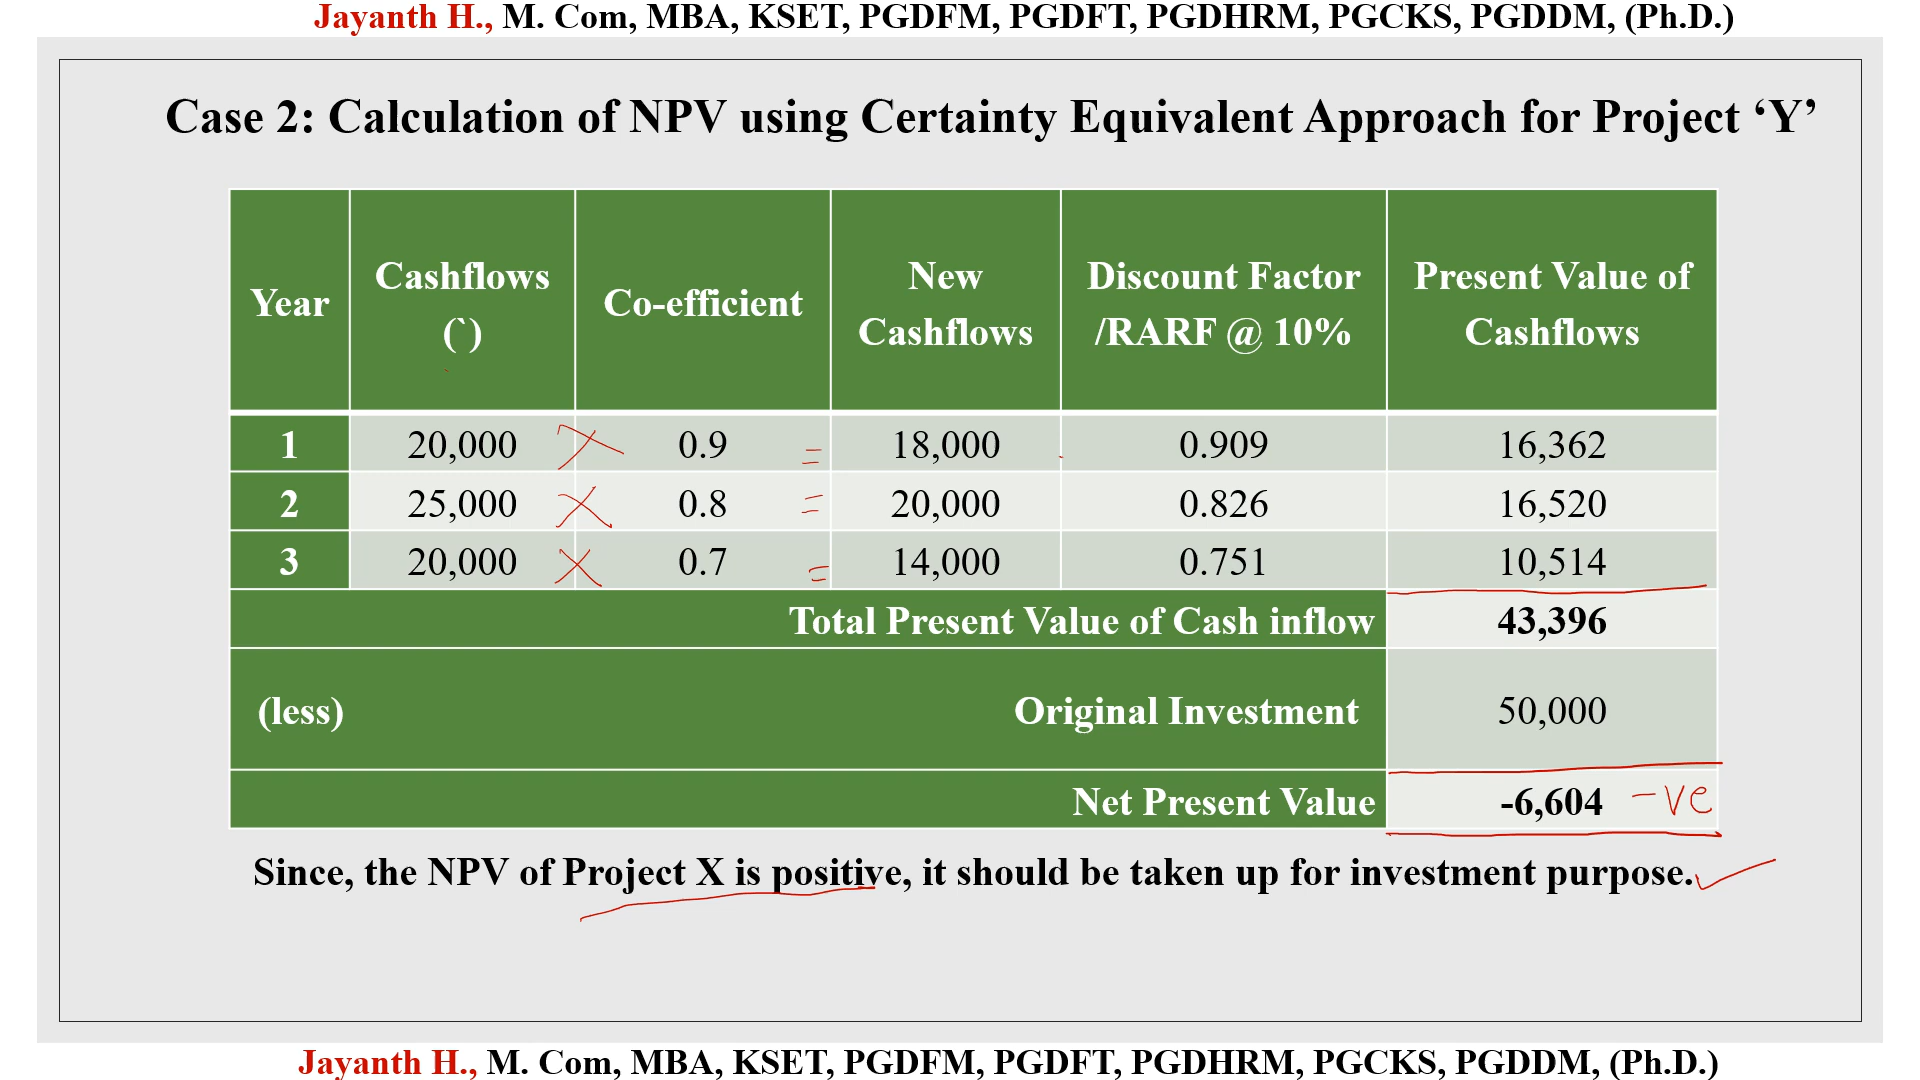 Jayanth H., M. Com, MBA, KSET, PGDFM, PGDFT, PGDHRM, PGCKS, PGDDM, (Ph.D.)
Case 2: Calculation of NPV using Certainty Equivalent Approach for Project ‘Y’
Year Cashflows (`) Co-efficient New Cashflows Discount Factor /RARF @ 10% Present Value of Cashflows
1 20,000 × 0.9 = 18,000 0.909 16,362
2 25,000 × 0.8 = 20,000 0.826 16,520
3 20,000 × 0.7 = 14,000 0.751 10,514
Total Present Value of Cash inflow 43,396
(less) Original Investment 50,000
Net Present Value -6,604 -ve
Since, the NPV of Project X is positive, it should be taken up for investment purpose.
Jayanth H., M. Com, MBA, KSET, PGDFM, PGDFT, PGDHRM, PGCKS, PGDDM, (Ph.D.)